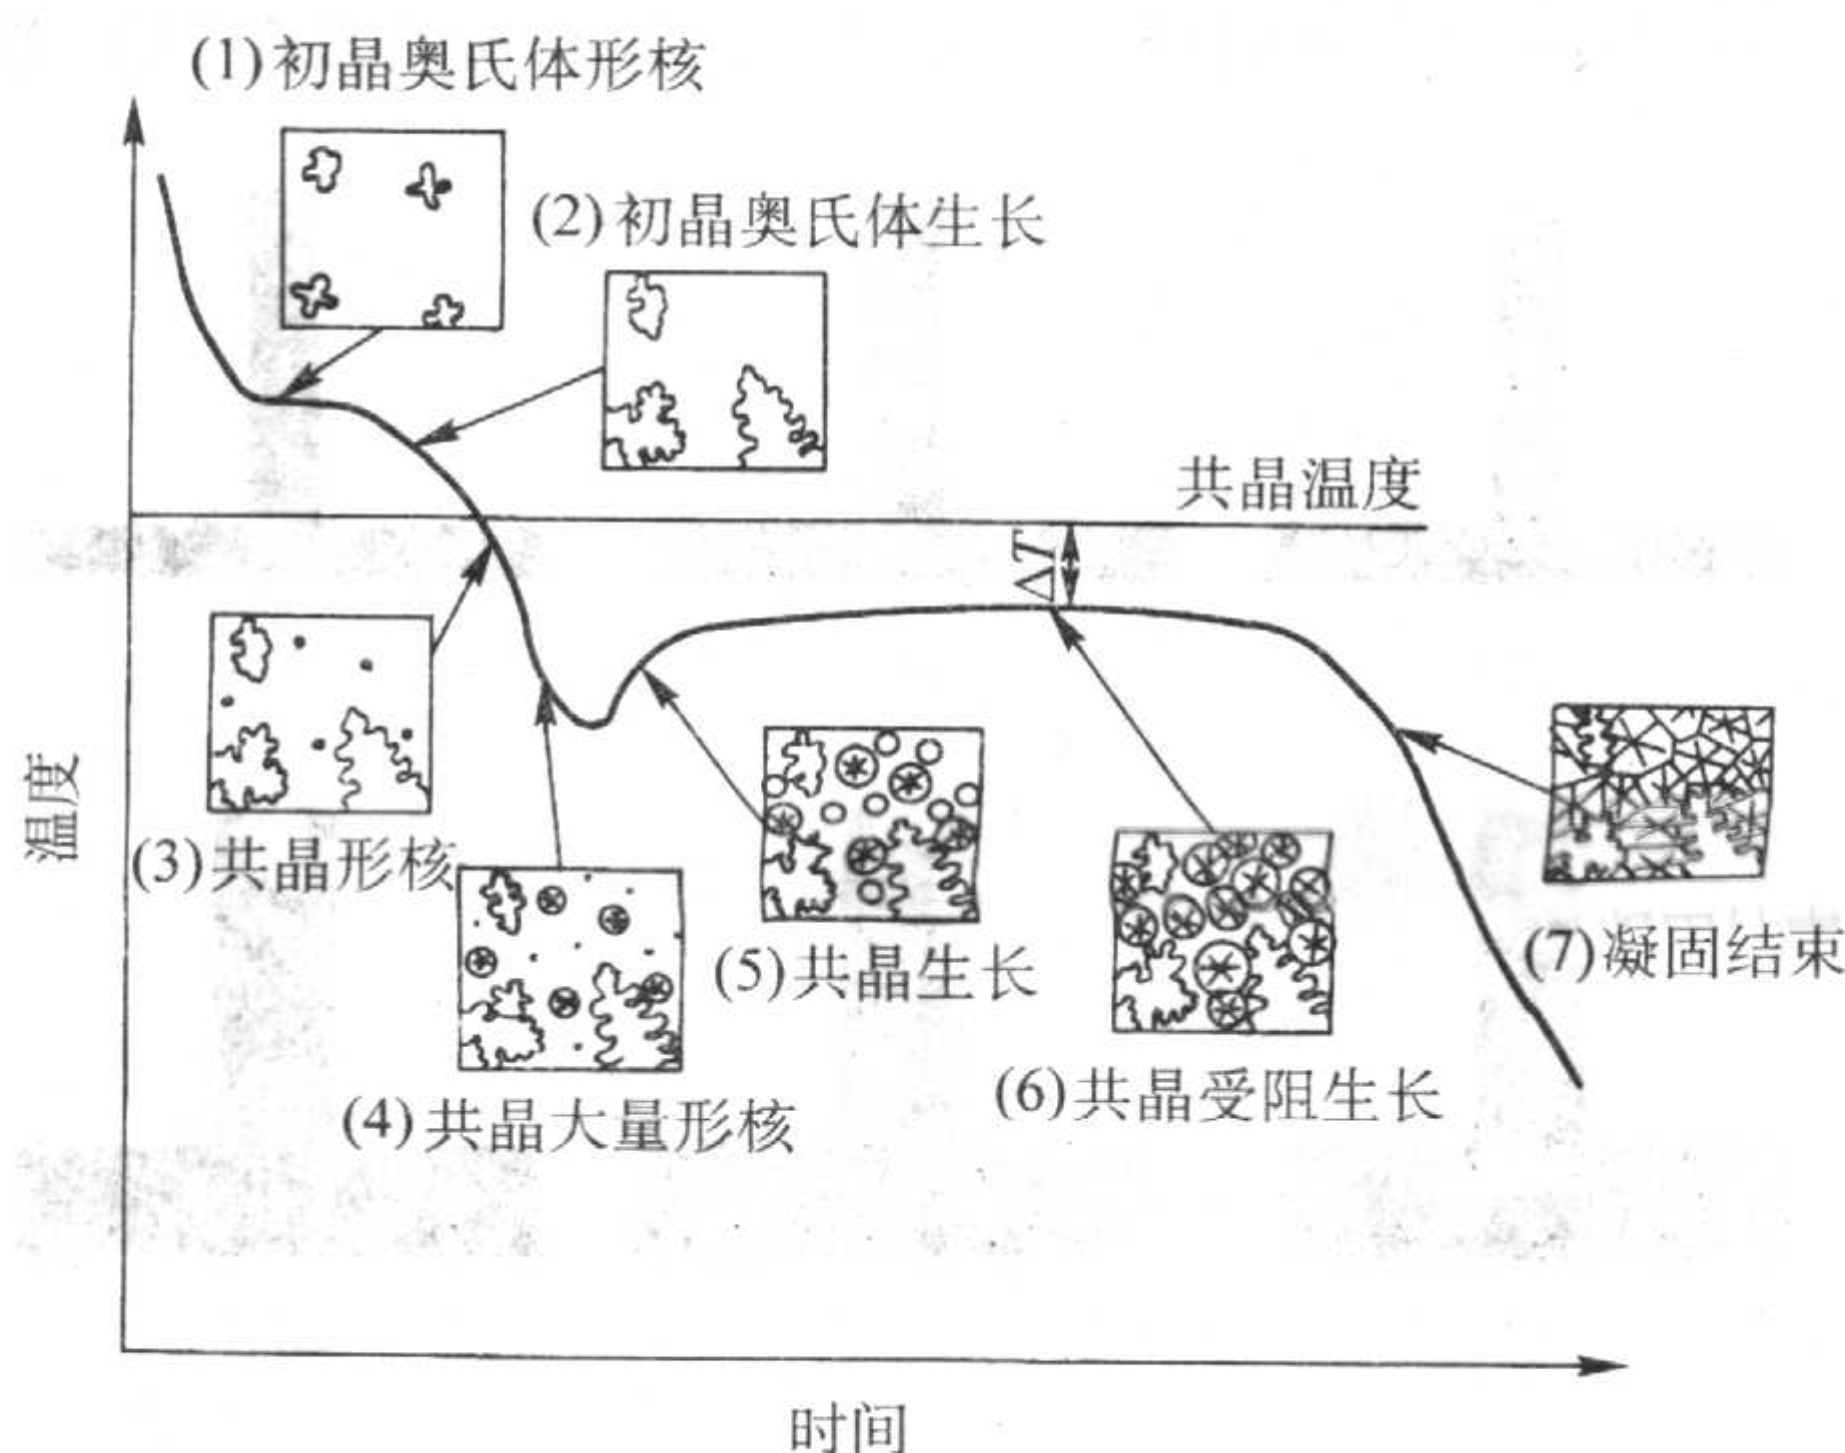 (1)初晶奥氏体形核
(2)初晶奥氏体生长
共晶温度
ΔT
温度
(3)共晶形核
(4)共晶大量形核
(5)共晶生长
(6)共晶受阻生长
(7)凝固结束
时间